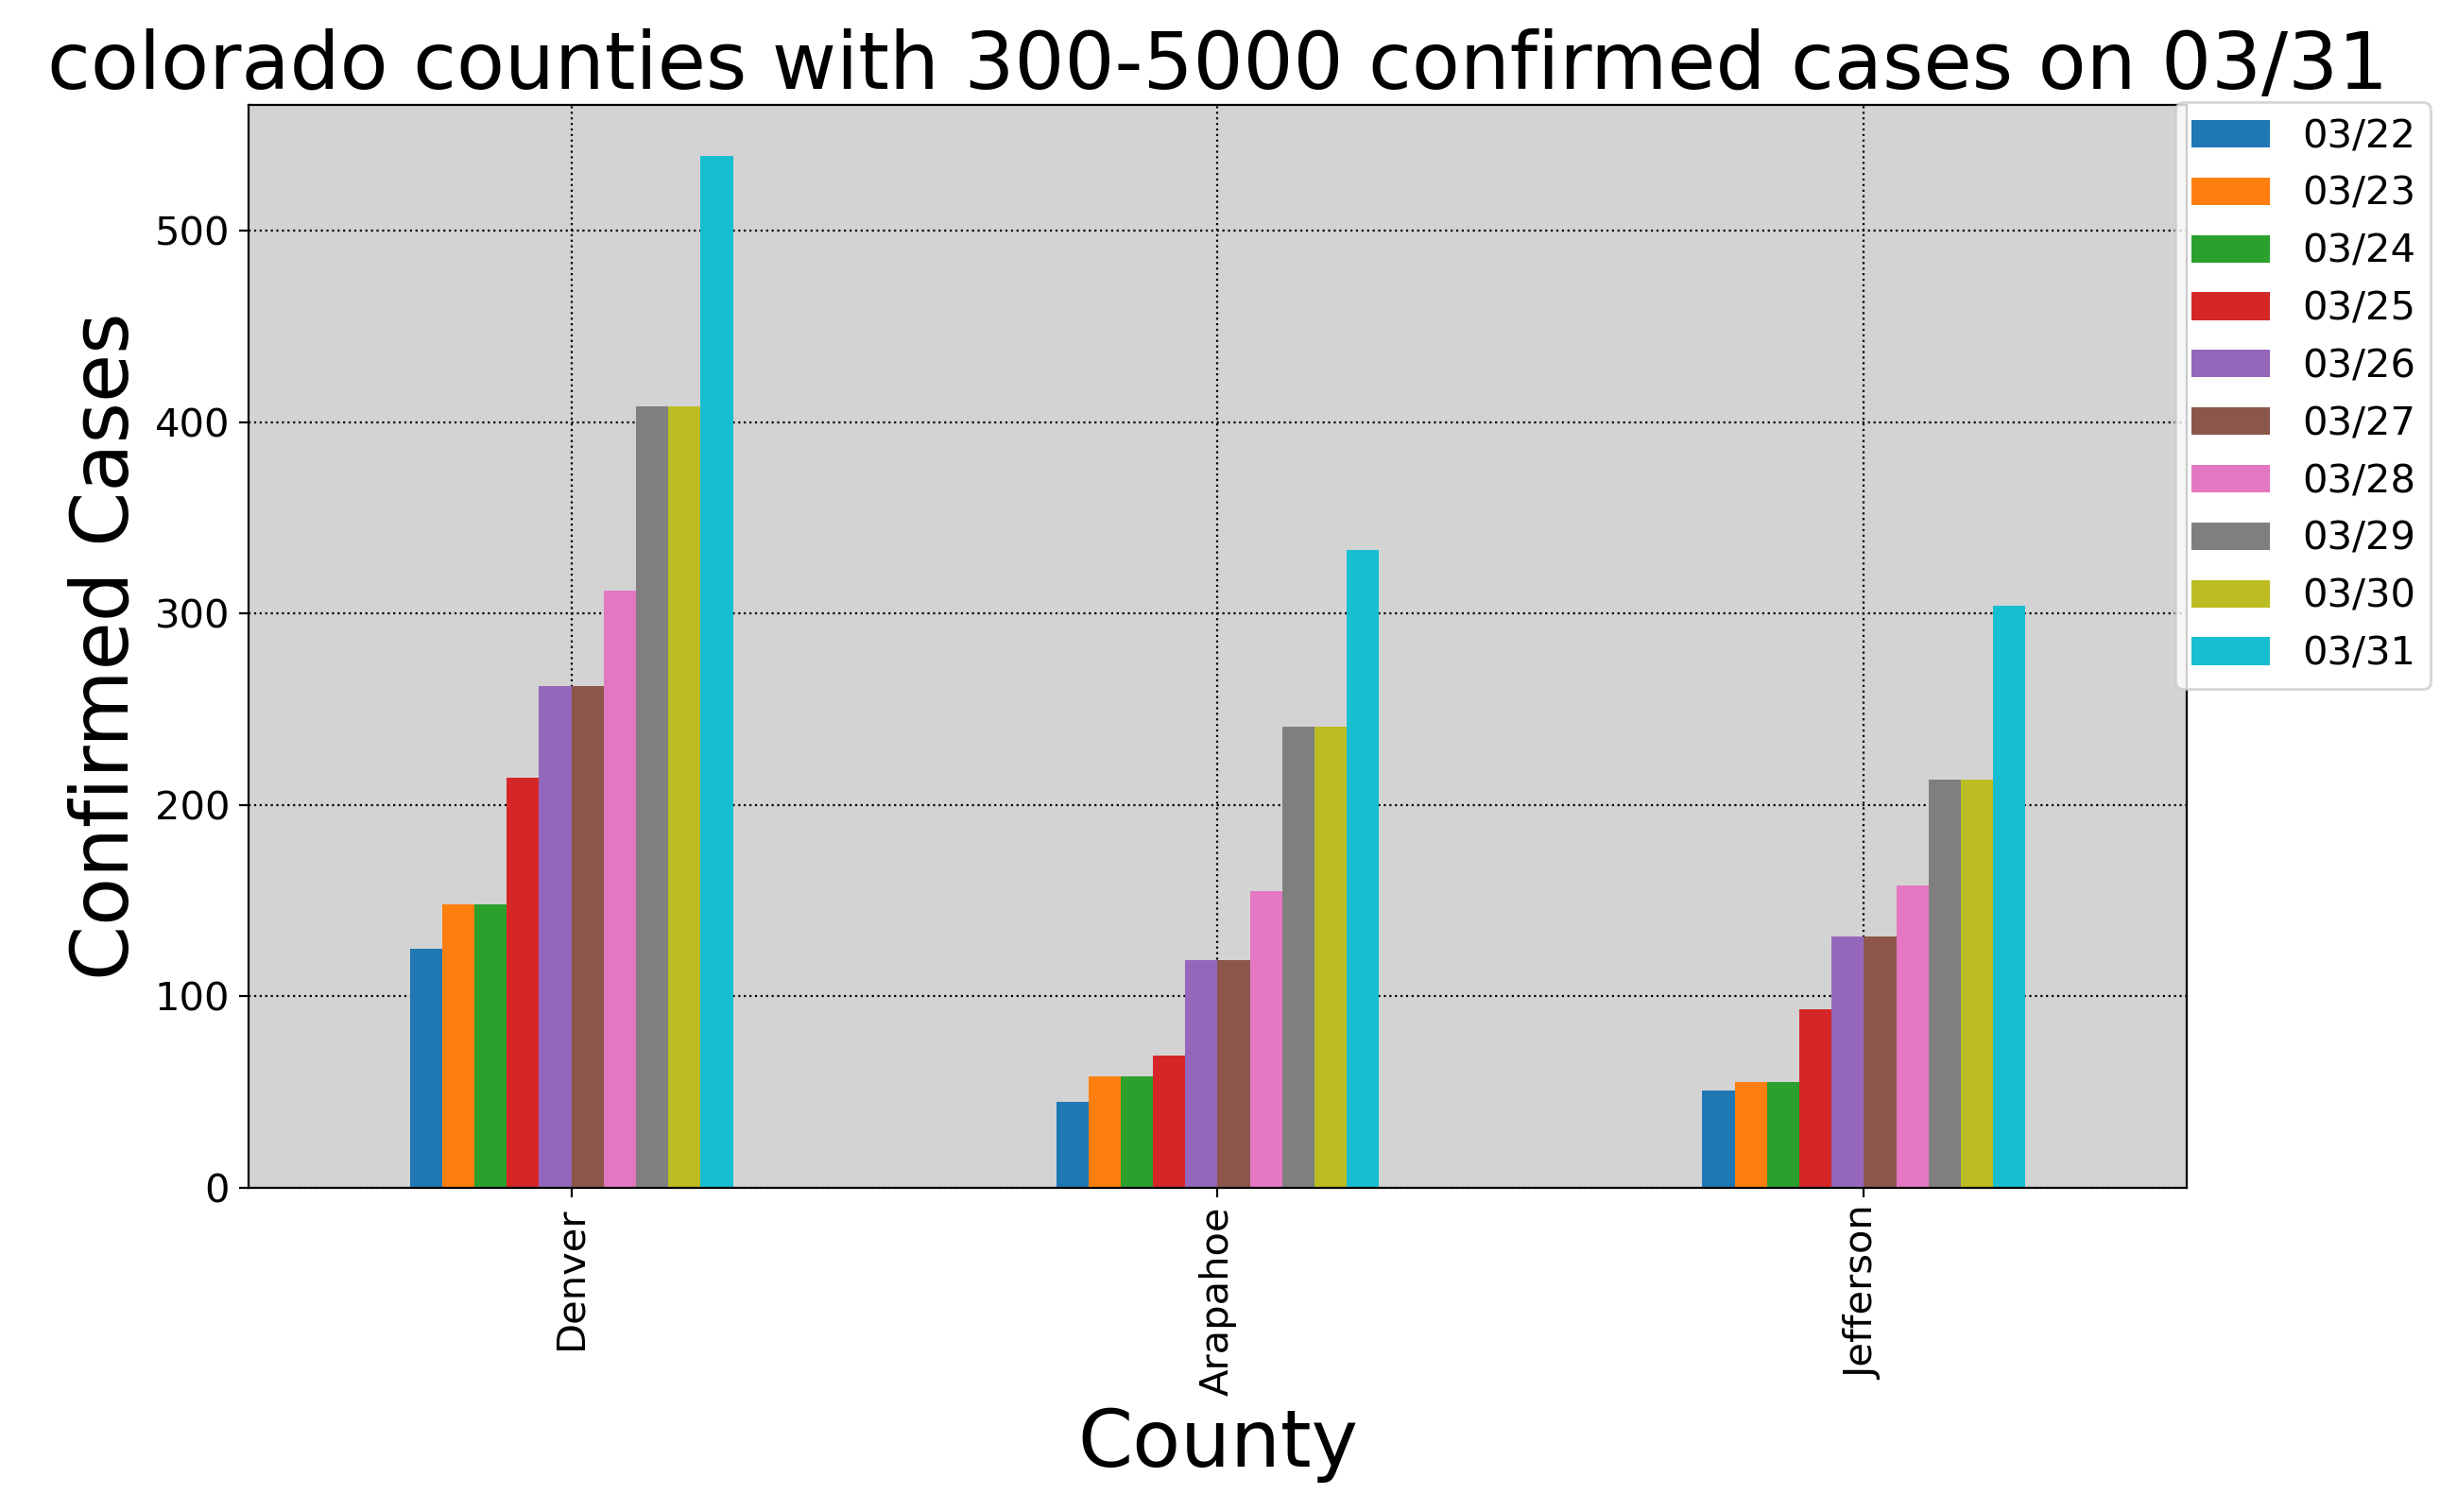 colorado counties with 300-5000 confirmed cases on 03/31
Confirmed Cases
500
400
300
200
100
0
03/22
03/23
03/24
03/25
03/26
03/27
03/28
03/29
03/30
03/31
Denver
Arapahoe
Jefferson
County